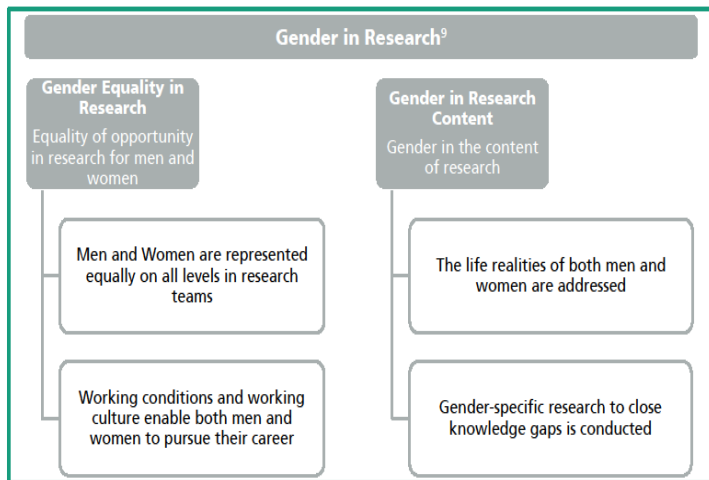 Gender in Research⁹
Gender Equality in
Research
Equality of opportunity
in research for men and
women
Men and Women are represented
equally on all levels in research
teams
Working conditions and working
culture enable both men and
women to pursue their career
Gender in Research
Content
Gender in the content
of research
The life realities of both men and
women are addressed
Gender-specific research to close
knowledge gaps is conducted